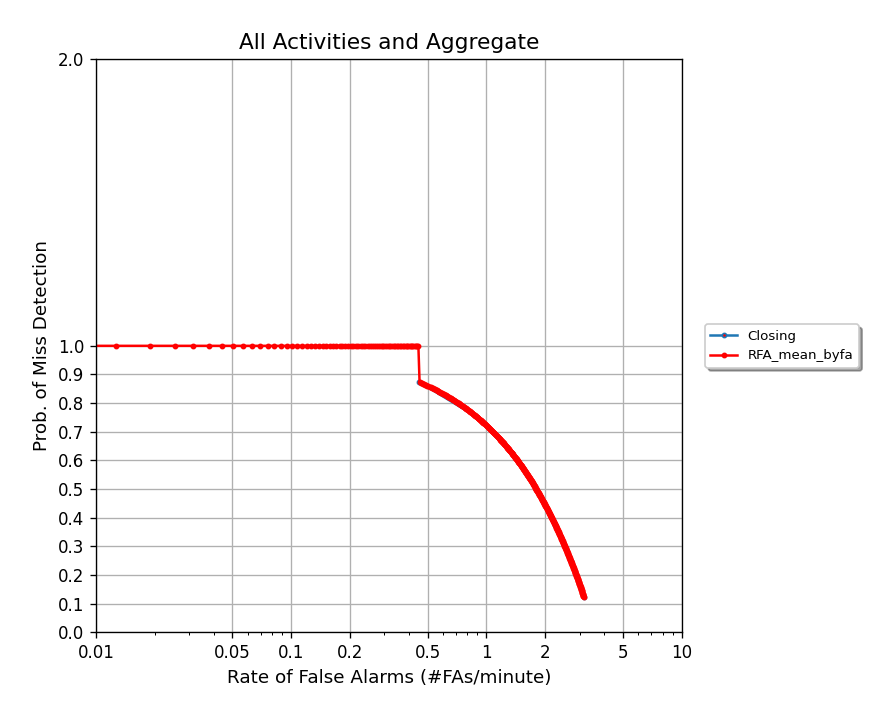 All Activities and Aggregate
Prob. of Miss Detection
2.0
1.0
0.9
0.8
0.7
0.6
0.5
0.4
0.3
0.2
0.1
0.0
0.01 0.05 0.1 0.2 0.5 1 2 5 10
Rate of False Alarms (#FAs/minute)
Closing
RFA_mean_byfa